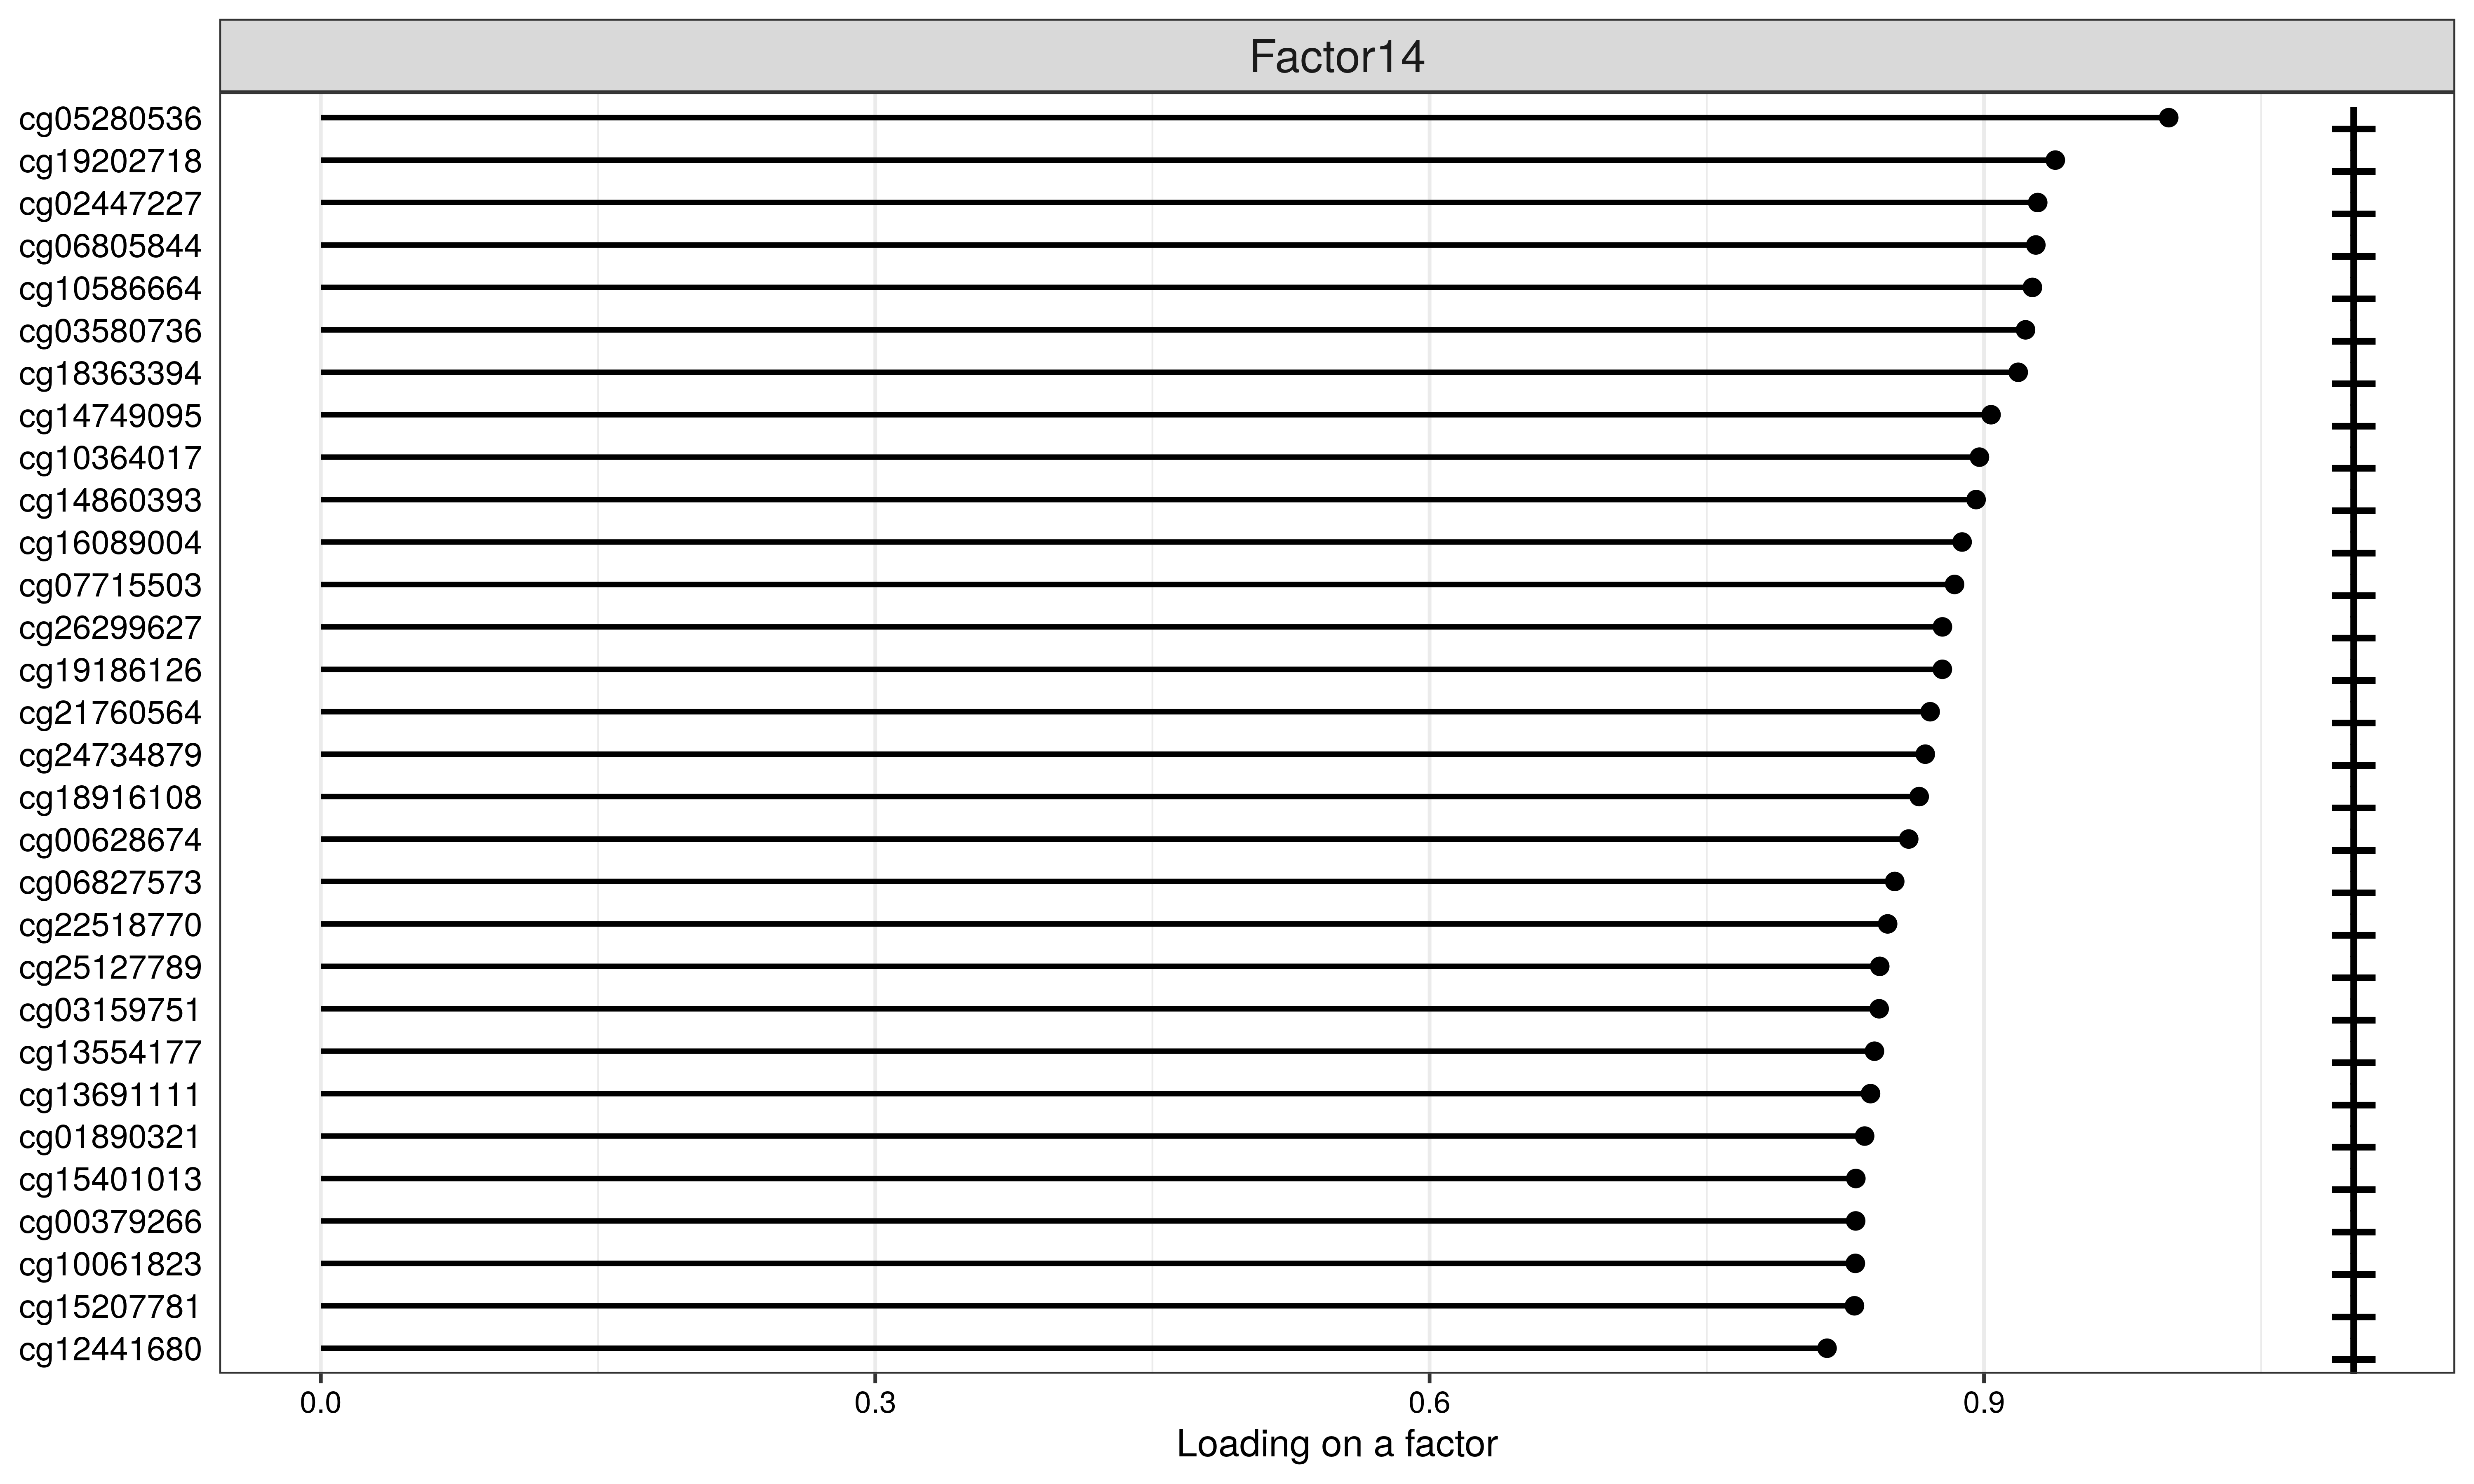 Factor14
cg05280536
cg19202718
cg02447227
cg06805844
cg10586664
cg03580736
cg18363394
cg14749095
cg10364017
cg14860393
cg16089004
cg07715503
cg26299627
cg19186126
cg21760564
cg24734879
cg18916108
cg00628674
cg06827573
cg22518770
cg25127789
cg03159751
cg13554177
cg13691111
cg01890321
cg15401013
cg00379266
cg10061823
cg15207781
cg12441680
0.0 0.3 0.6 0.9
Loading on a factor